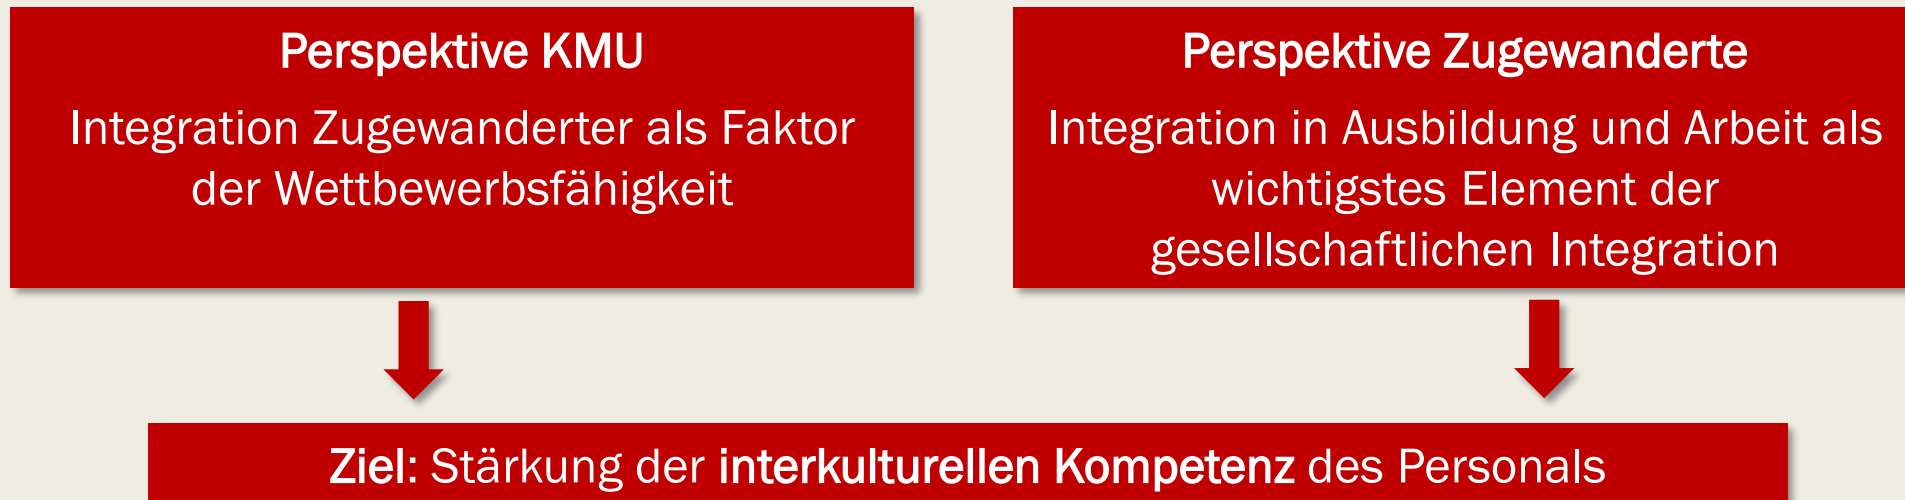 Perspektive KMU
Integration Zugewanderter als Faktor
der Wettbewerbsfähigkeit
Perspektive Zugewanderte
Integration in Ausbildung und Arbeit als
wichtigstes Element der
gesellschaftlichen Integration
Ziel: Stärkung der interkulturellen Kompetenz des Personals